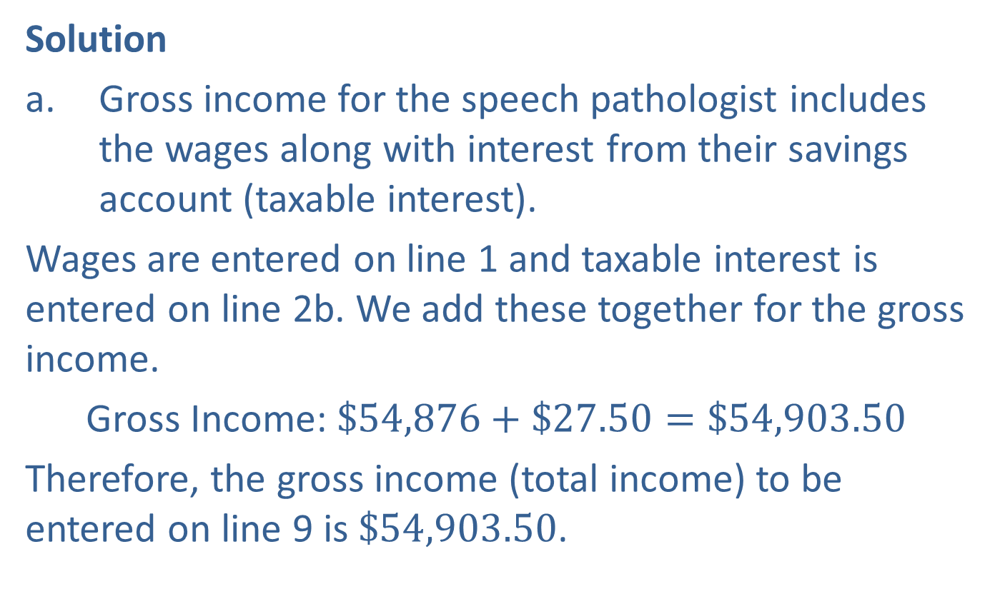 Solution
a. Gross income for the speech pathologist includes
the wages along with interest from their savings
account (taxable interest).
Wages are entered on line 1 and taxable interest is
entered on line 2b. We add these together for the gross
income.
Gross Income: $54,876 + $27.50 = $54,903.50
Therefore, the gross income (total income) to be
entered on line 9 is $54,903.50.